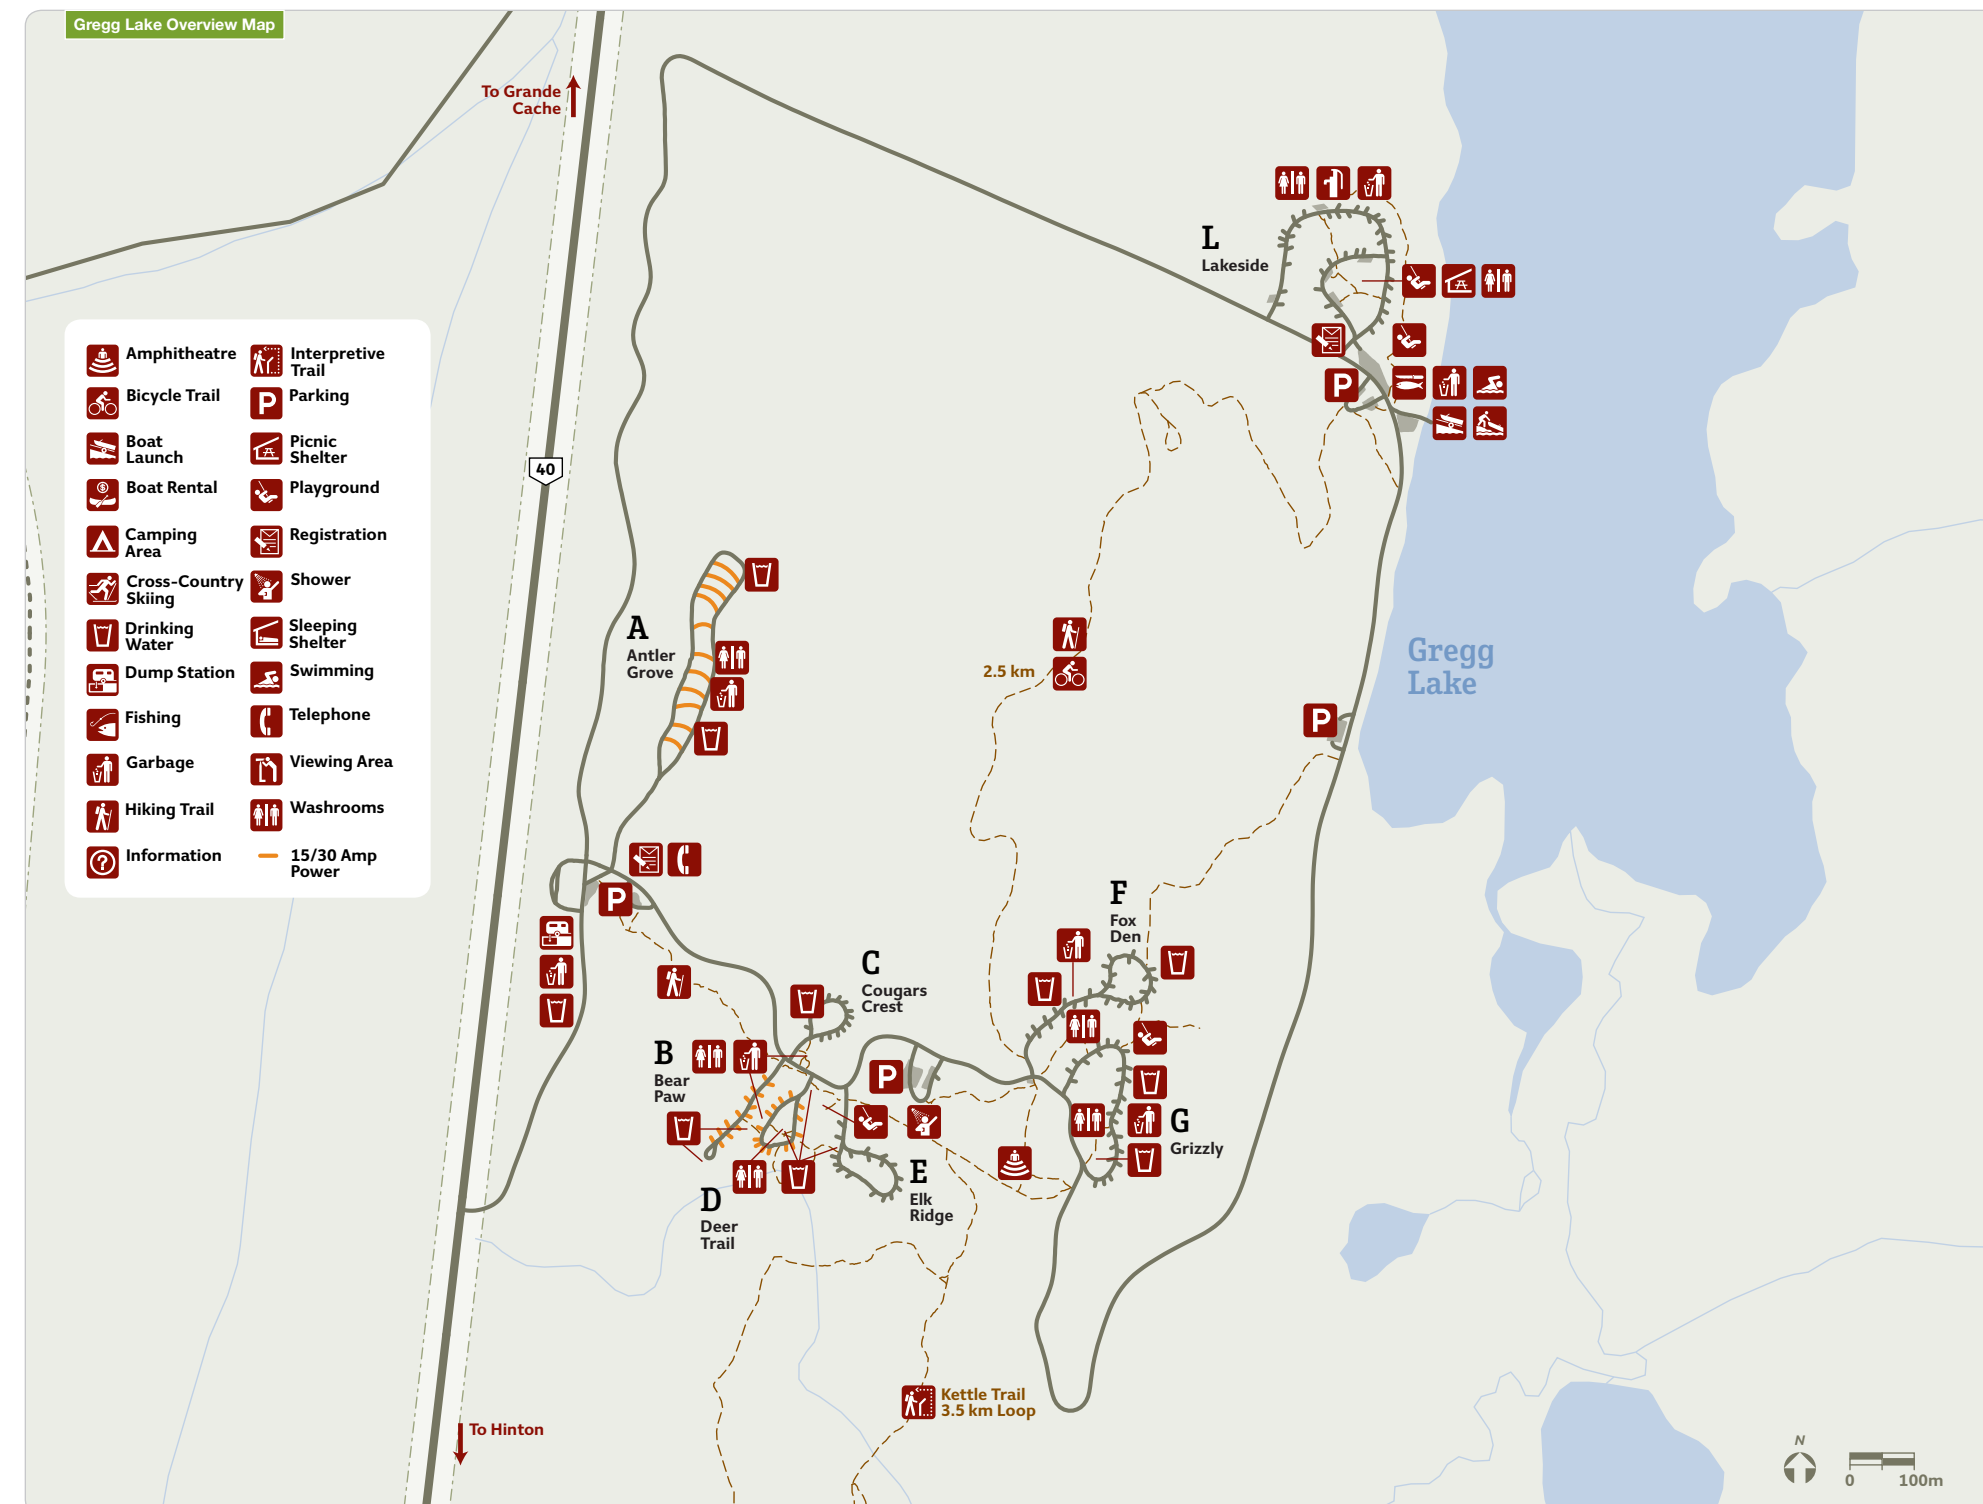 Gregg Lake Overview Map
To Grande
Cache
L
Lakeside
P
40
Amphitheatre
Interpretive
Trail
Bicycle Trail
P
Parking
Boat
Launch
Picnic
Shelter
$
Boat Rental
Playground
Camping
Area
Registration
Cross-Country
Skiing
Shower
Drinking
Water
Sleeping
Shelter
Dump Station
Swimming
Fishing
Telephone
Garbage
Viewing Area
Hiking Trail
Washrooms
?
Information
15/30 Amp
Power
A
Antler
Grove
2.5 km
Gregg
Lake
P
P
F
Fox
Den
C
Cougars
Crest
B
Bear
Paw
P
G
Grizzly
E
Elk
Ridge
D
Deer
Trail
Kettle Trail
3.5 km Loop
To Hinton
N
0 100m